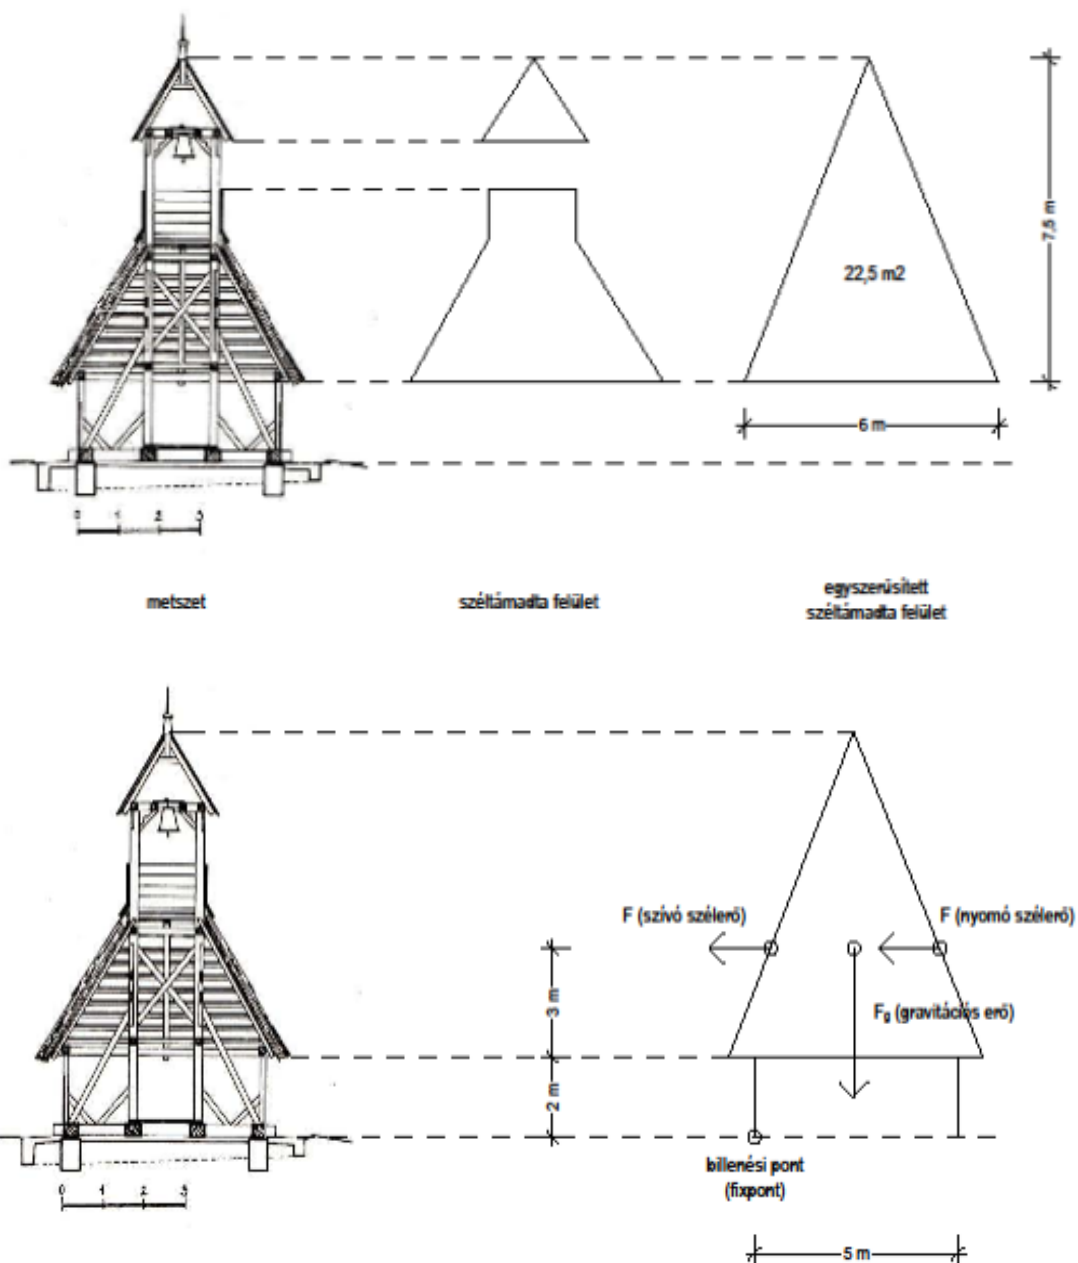 7,5 m
22,5 m2
6 m
0 1 2 3
metszet
széltámadta felület
egyszerűsített
széltámadta felület
F (szívó szélerő)
F (nyomó szélerő)
3 m
Fg (gravitációs erő)
2 m
billenési pont
(fixpont)
0 1 2 3
5 m